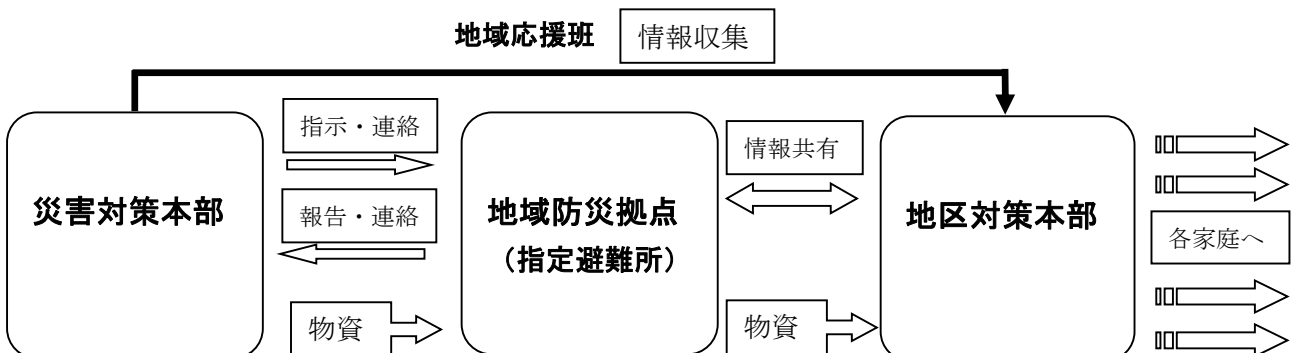 地域応援班
情報収集
指示・連絡
情報共有
災害対策本部
報告・連絡
地域防災拠点
（指定避難所）
地区対策本部
各家庭へ
物資
物資